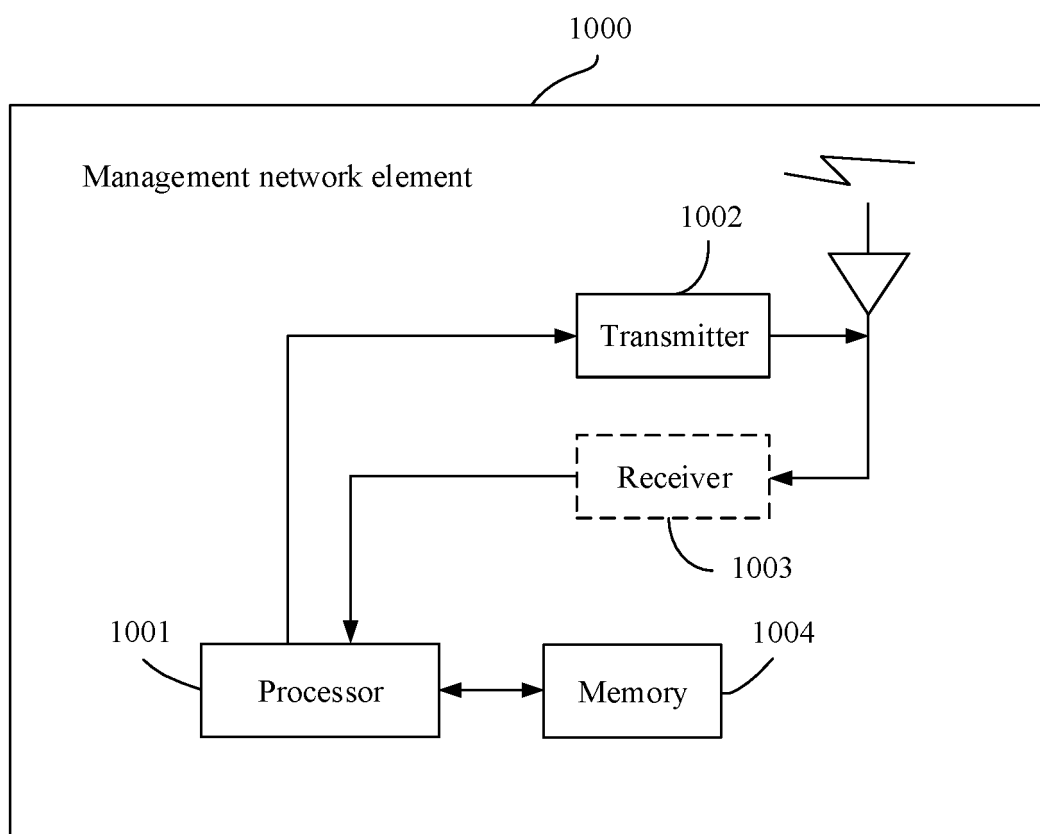 1000
Management network element
1002
Transmitter
Receiver
1003
1001
1004
Processor
Memory